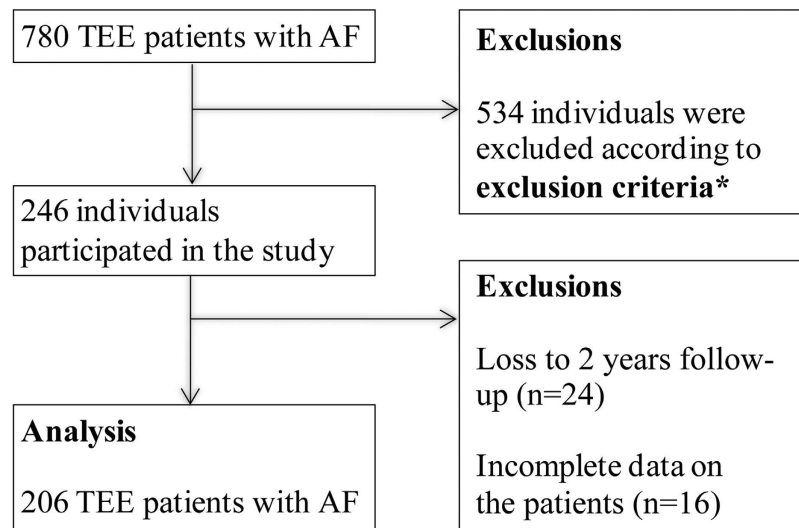 780 TEE patients with AF
Exclusions
534 individuals were
excluded according to
exclusion criteria*
246 individuals
participated in the study
Exclusions
Loss to 2 years follow-
up (n=24)
Incomplete data on
the patients (n=16)
Analysis
206 TEE patients with AF